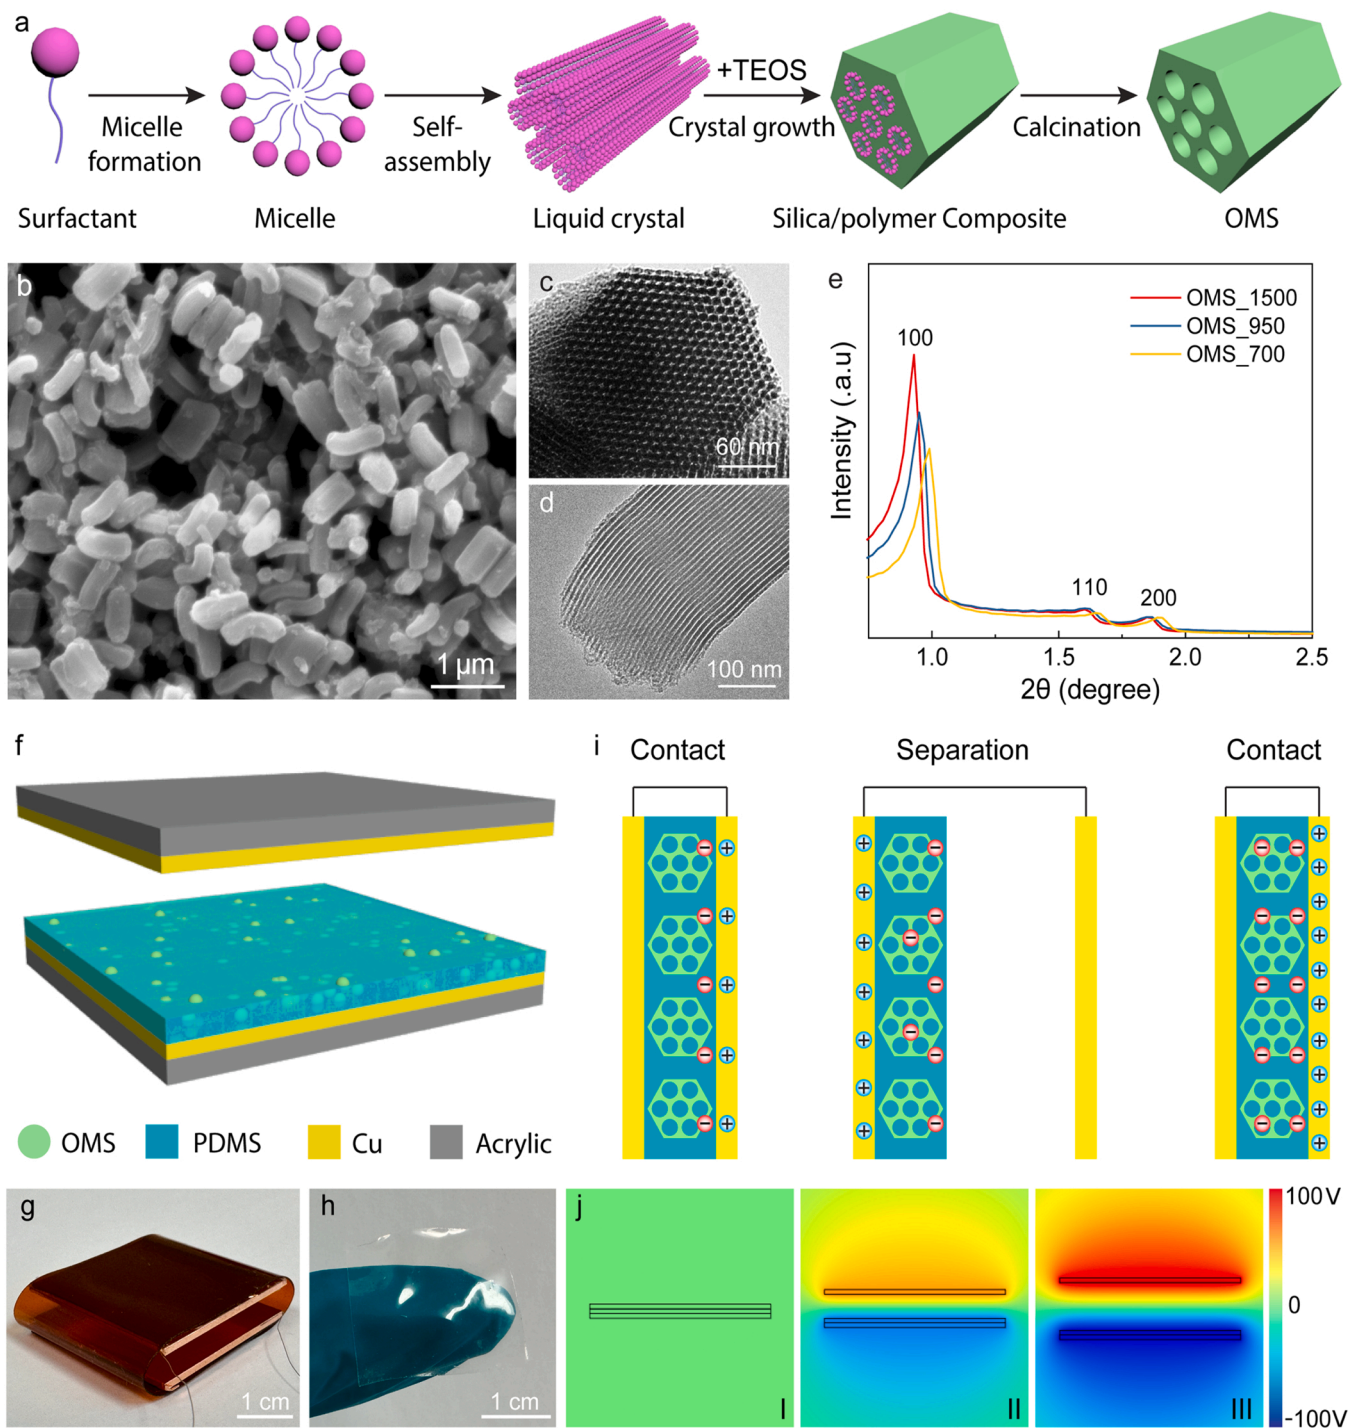 a
+TEOS
Micelle
formation
Self-
assembly
Crystal growth
Calcination
Surfactant
Micelle
Liquid crystal
Silica/polymer Composite
OMS
b
1 μm
c
60 nm
d
100 nm
e
OMS_1500
OMS_950
OMS_700
100
110
200
Intensity (.a.u)
1.0
1.5
2.0
2.5
2θ (degree)
f
OMS
PDMS
Cu
Acrylic
i
Contact
Separation
Contact
g
1 cm
h
1 cm
j
I
II
III
100V
0
-100V